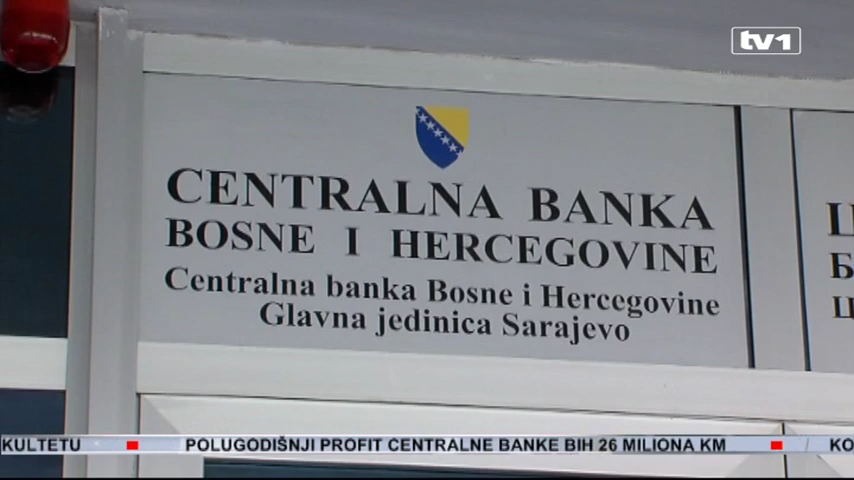 tv1
CENTRALNA BANKA
BOSNE I HERCEGOVINE
Centralna banka Bosne i Hercegovine
Glavna jedinica Sarajevo
Б
KULTETU
POLUGODIŠNJI PROFIT CENTRALNE BANKE BIH 26 MILIONA KM
KO